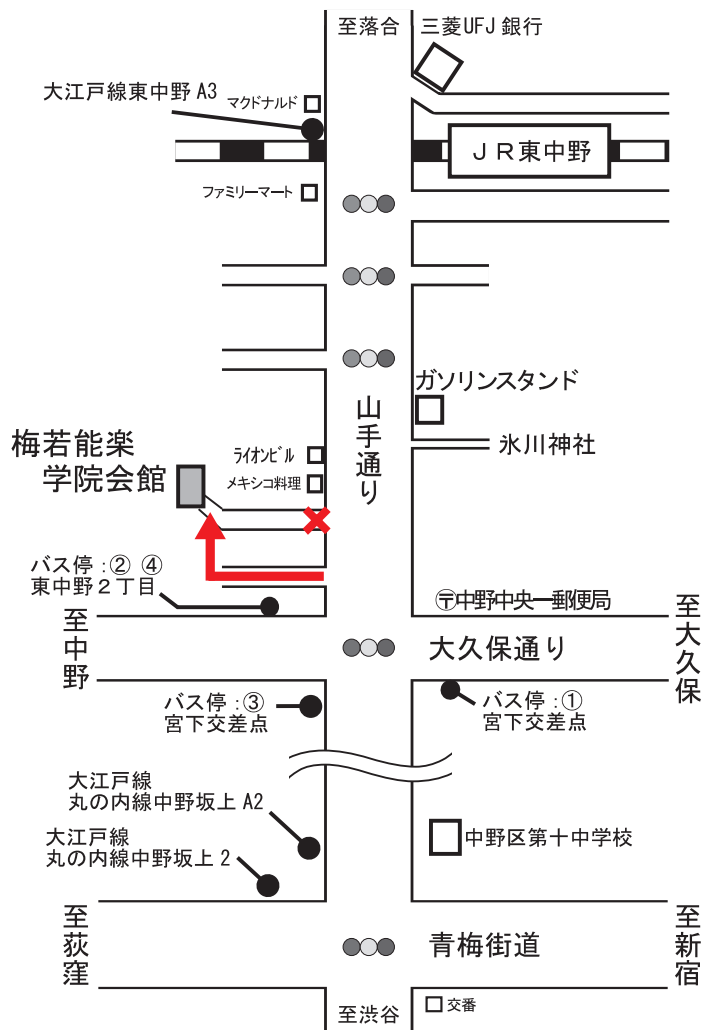 至落合
三菱UFJ銀行
大江戸線東中野 A3
マクドナルド
JR東中野
ファミリーマート
ガソリンスタンド
山手通り
氷川神社
梅若能楽
学院会館
ライオンビル
メキシコ料理
バス停:② ④
東中野2丁目
〒中野中央一郵便局
至中野
大久保通り
至大久保
バス停:③
宮下交差点
バス停:①
宮下交差点
大江戸線
丸の内線中野坂上 A2
大江戸線
丸の内線中野坂上 2
中野区第十中学校
至荻窪
青梅街道
至新宿
至渋谷
交番